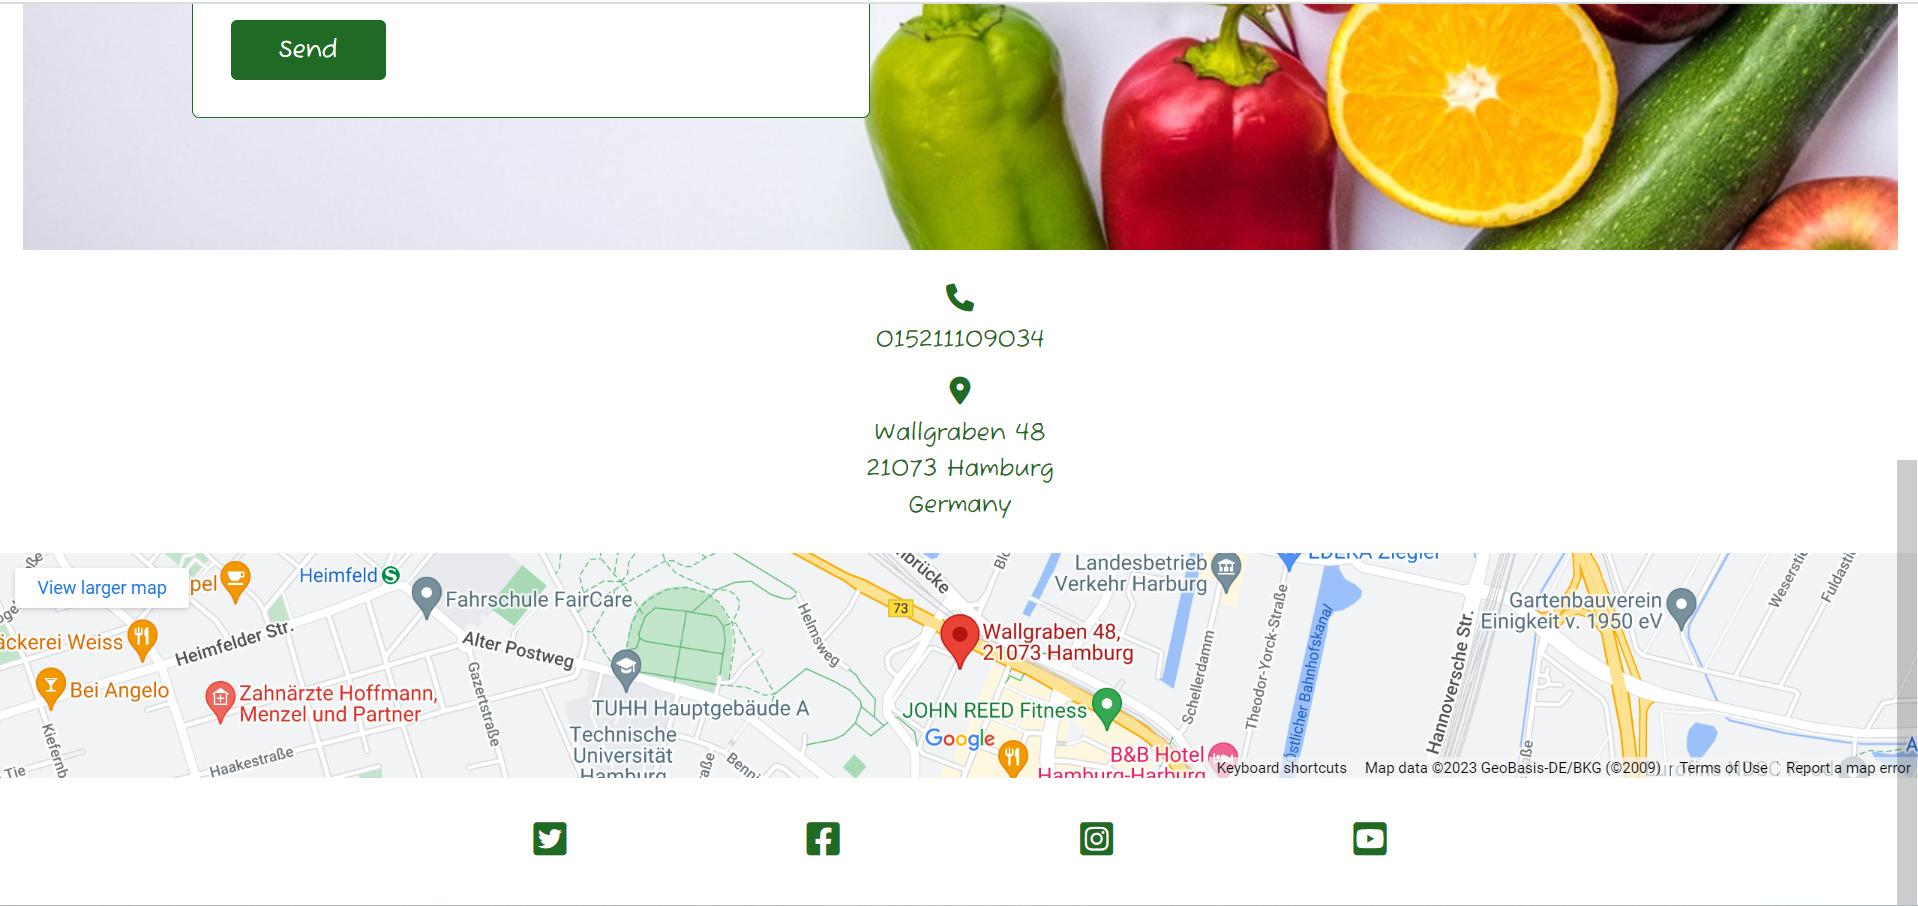 Send
015211109034
Wallgraben 48
21073 Hamburg
Germany
View larger map
Heimfeld S
Fahrschule FairCare
Landesbetrieb
Verkehr Harburg
EDEKA Ziegler
73
Wallgraben 48,
21073 Hamburg
Gartenbauverein
Einigkeit v. 1950 eV
Weiss
Heimfelder Str.
Alter Postweg
Helmsweg
Bei Angelo
Zahnärzte Hoffmann,
Menzel und Partner
Gazertstraße
TUHH Hauptgebäude A
Technische
Universität
Hamburg
JOHN REED Fitness
Google
B&B Hotel
Hamburg-Harburg
Schellerdamm
Theodor-Yorck-Straße
Östlicher Bahnhofskanal
Hannoversche Str.
Haakestraße
Keyboard shortcuts
Map data ©2023 GeoBasis-DE/BKG (©2009)
Terms of Use
Report a map error